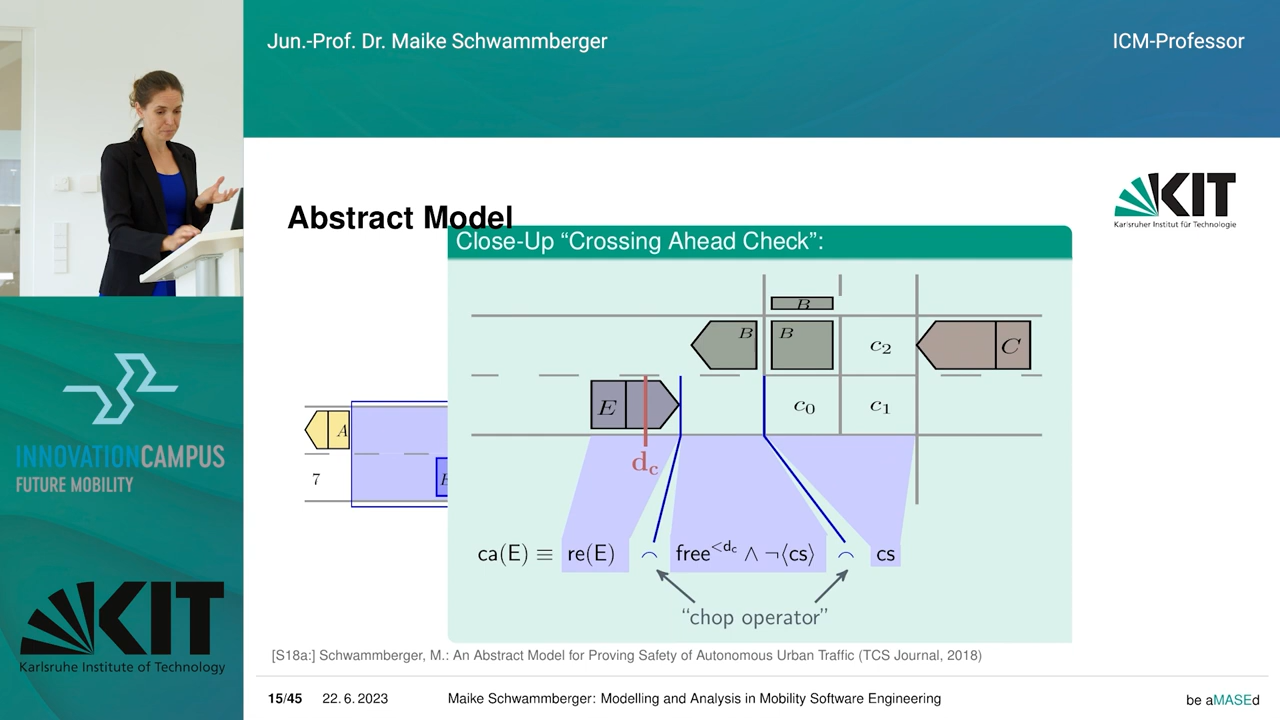 Jun.-Prof. Dr. Maike Schwammberger
ICM-Professor
KIT
Karlsruher Institut für Technologie
Abstract Model
Close-Up “Crossing Ahead Check”:
B
B
B
c₂
C
E
c₀
c₁
d_c
A
7
ca(E) ≡ re(E) ⌢ free^{<d_c} ∧ ¬⟨cs⟩ ⌢ cs
“chop operator”
INNOVATIONCAMPUS
FUTURE MOBILITY
KIT
Karlsruhe Institute of Technology
[S18a:] Schwammberger, M.: An Abstract Model for Proving Safety of Autonomous Urban Traffic (TCS Journal, 2018)
15/45 22. 6. 2023 Maike Schwammberger: Modelling and Analysis in Mobility Software Engineering be aMASEd